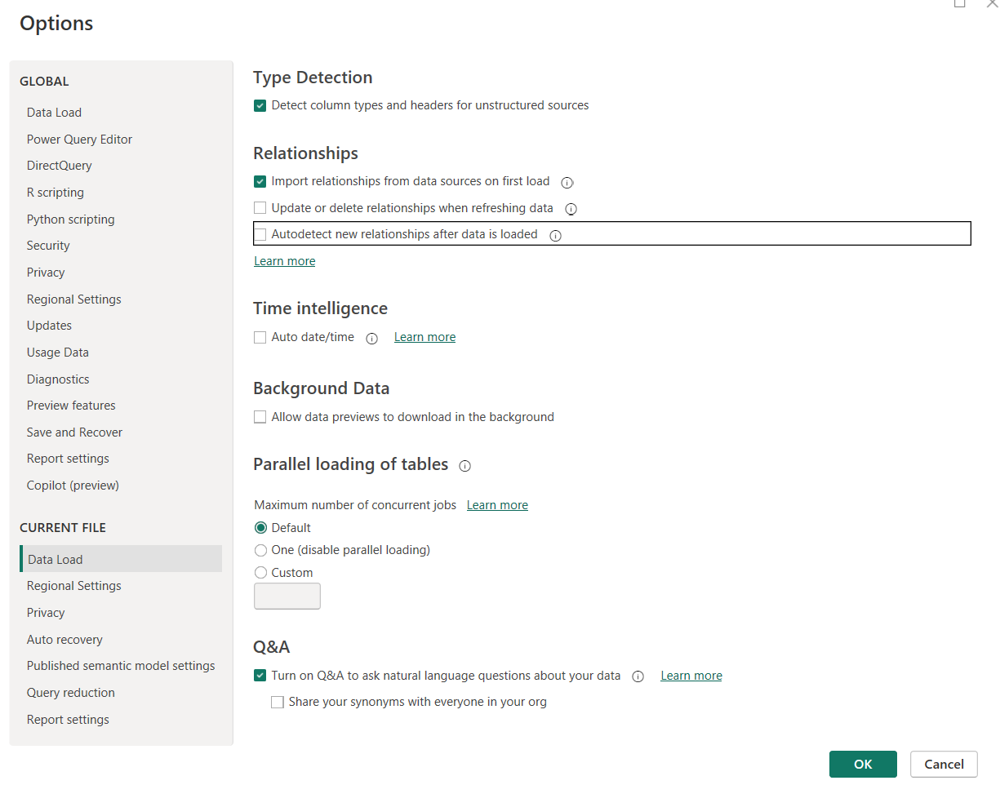 Options
GLOBAL
Data Load
Power Query Editor
DirectQuery
R scripting
Python scripting
Security
Privacy
Regional Settings
Updates
Usage Data
Diagnostics
Preview features
Save and Recover
Report settings
Copilot (preview)
CURRENT FILE
Data Load
Regional Settings
Privacy
Auto recovery
Published semantic model settings
Query reduction
Report settings
Type Detection
Detect column types and headers for unstructured sources
Relationships
Import relationships from data sources on first load
Update or delete relationships when refreshing data
Autodetect new relationships after data is loaded
Learn more
Time intelligence
Auto date/time Learn more
Background Data
Allow data previews to download in the background
Parallel loading of tables
Maximum number of concurrent jobs Learn more
Default
One (disable parallel loading)
Custom
Q&A
Turn on Q&A to ask natural language questions about your data Learn more
Share your synonyms with everyone in your org
OK Cancel